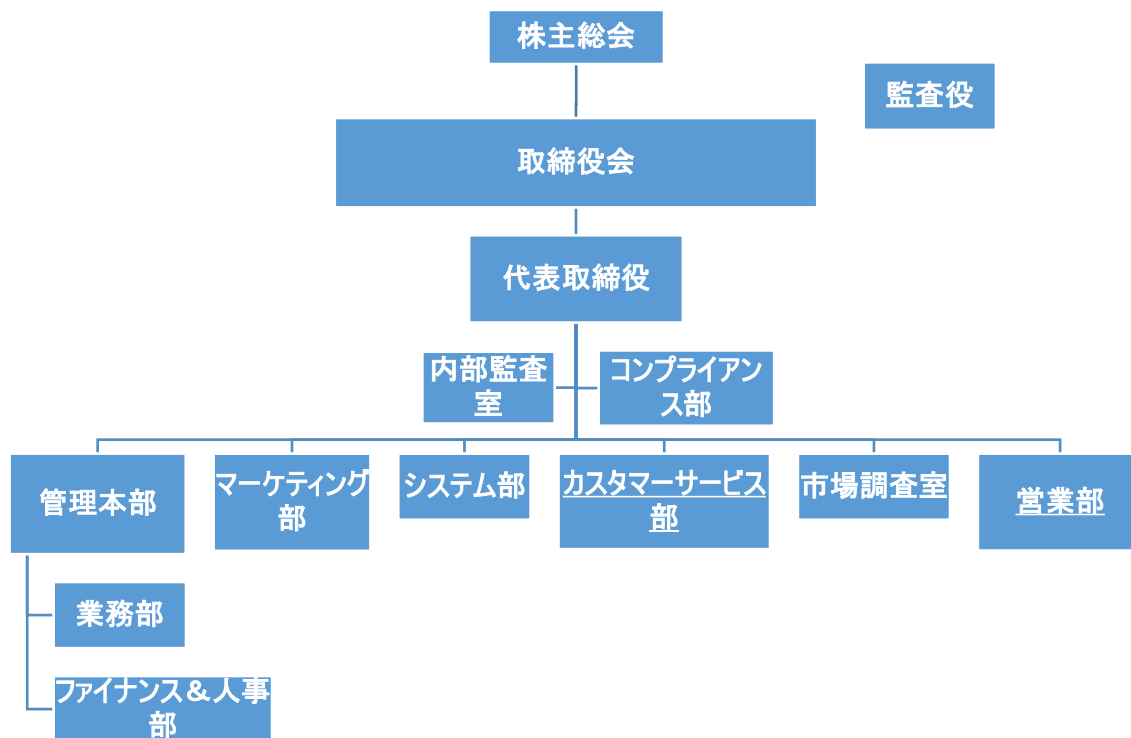 株主総会
監査役
取締役会
代表取締役
内部監査
室
コンプライアン
ス部
管理本部
マーケティング
部
システム部
カスタマーサービス
部
市場調査室
営業部
業務部
ファイナンス＆人事
部